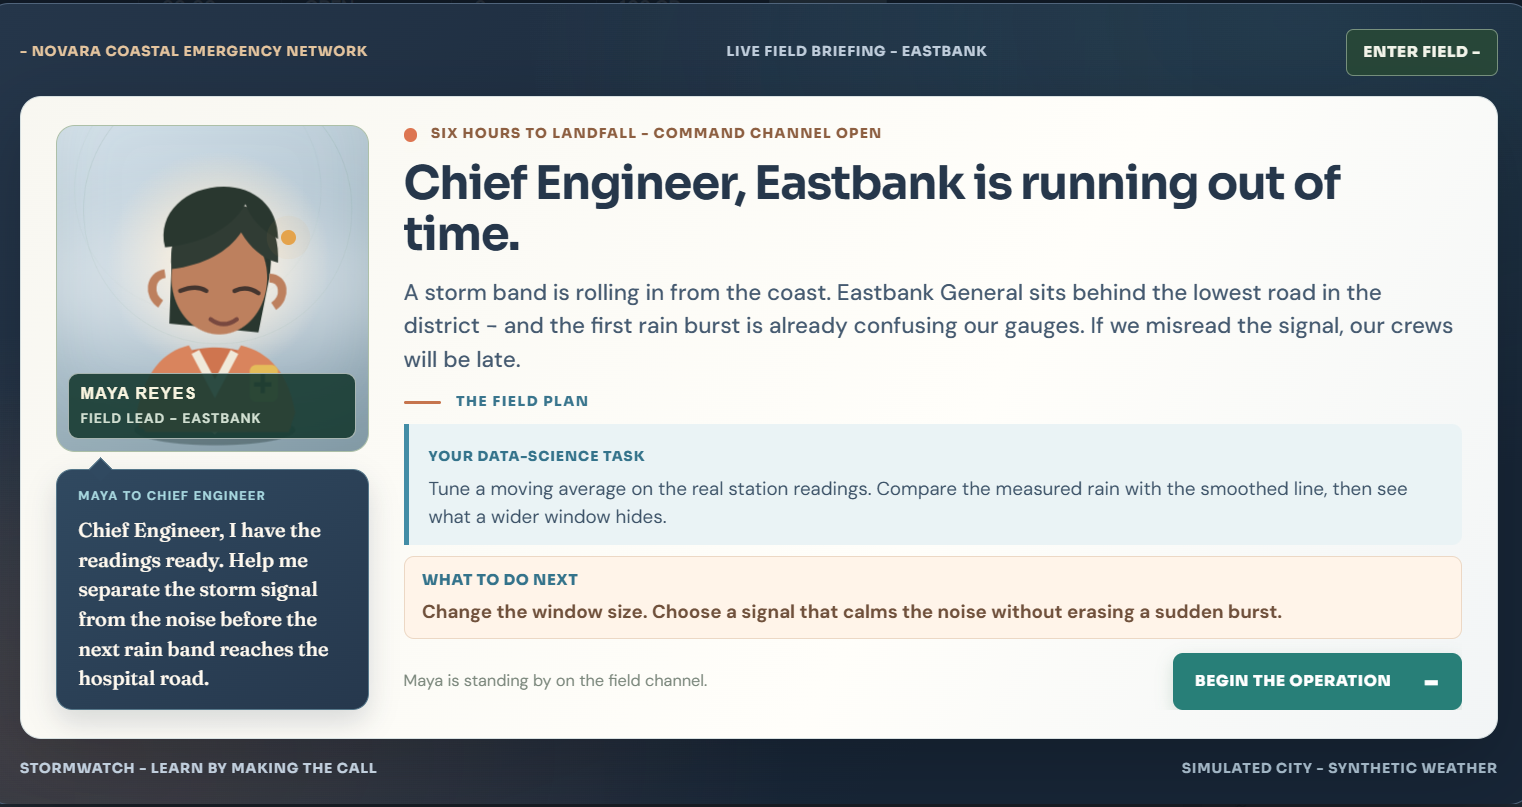 - NOVARA COASTAL EMERGENCY NETWORK
LIVE FIELD BRIEFING - EASTBANK
ENTER FIELD -
MAYA REYES
FIELD LEAD - EASTBANK
MAYA TO CHIEF ENGINEER
Chief Engineer, I have the
readings ready. Help me
separate the storm signal
from the noise before the
next rain band reaches the
hospital road.
SIX HOURS TO LANDFALL - COMMAND CHANNEL OPEN
Chief Engineer, Eastbank is running out of
time.
A storm band is rolling in from the coast. Eastbank General sits behind the lowest road in the
district - and the first rain burst is already confusing our gauges. If we misread the signal, our crews
will be late.
THE FIELD PLAN
YOUR DATA-SCIENCE TASK
Tune a moving average on the real station readings. Compare the measured rain with the smoothed line, then see
what a wider window hides.
WHAT TO DO NEXT
Change the window size. Choose a signal that calms the noise without erasing a sudden burst.
Maya is standing by on the field channel.
BEGIN THE OPERATION -
STORMWATCH - LEARN BY MAKING THE CALL
SIMULATED CITY - SYNTHETIC WEATHER